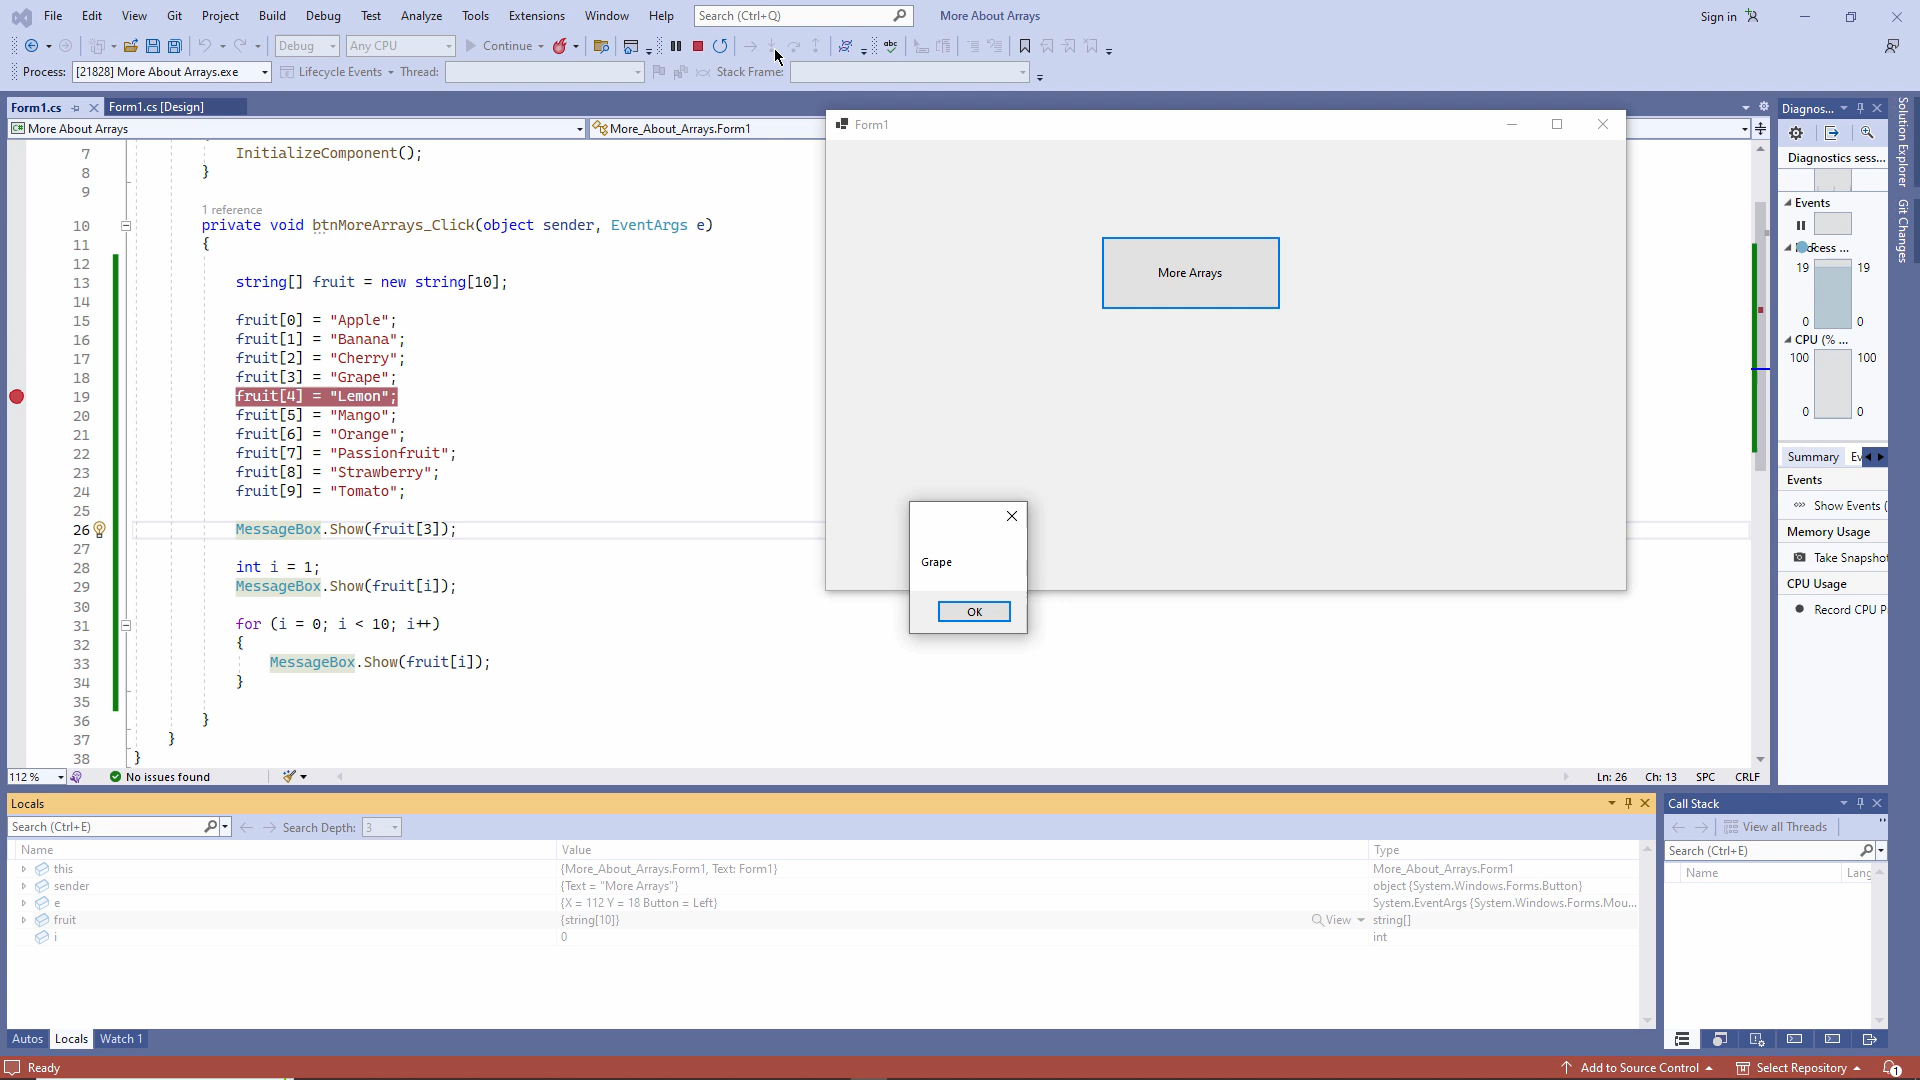 File Edit View Git Project Build Debug Test Analyze Tools Extensions Window Help Search (Ctrl+Q) More About Arrays Sign in
Debug Any CPU Continue
Process: [21828] More About Arrays.exe Lifecycle Events Thread: Stack Frame:
Form1.cs Form1.cs [Design]
More About Arrays More_About_Arrays.Form1
7 InitializeComponent();
8 }
9
1 reference
10 private void btnMoreArrays_Click(object sender, EventArgs e)
11 {
12
13 string[] fruit = new string[10];
14
15 fruit[0] = "Apple";
16 fruit[1] = "Banana";
17 fruit[2] = "Cherry";
18 fruit[3] = "Grape";
19 fruit[4] = "Lemon";
20 fruit[5] = "Mango";
21 fruit[6] = "Orange";
22 fruit[7] = "Passionfruit";
23 fruit[8] = "Strawberry";
24 fruit[9] = "Tomato";
25
26 MessageBox.Show(fruit[3]);
27
28 int i = 1;
29 MessageBox.Show(fruit[i]);
30
31 for (i = 0; i < 10; i++)
32 {
33 MessageBox.Show(fruit[i]);
34 }
35
36 }
37 }
38 }
112 % No issues found Ln: 26 Ch: 13 SPC CRLF
Form1
More Arrays
Grape
OK
Diagnos...
Diagnostics sess...
Events
19 19
0 0
CPU (% ...
100 100
0 0
Summary Ev
Events
Show Events (
Memory Usage
Take Snapshot
CPU Usage
Record CPU P
Solution Explorer
Git Changes
Locals
Search (Ctrl+E) Search Depth: 3
Name Value Type
this {More_About_Arrays.Form1, Text: Form1} More_About_Arrays.Form1
sender {Text = "More Arrays"} object {System.Windows.Forms.Button}
e {X = 112 Y = 18 Button = Left} System.EventArgs {System.Windows.Forms.Mou...
fruit {string[10]} View string[]
i 0 int
Autos Locals Watch 1
Call Stack
View all Threads
Search (Ctrl+E)
Name Lang
Ready Add to Source Control Select Repository 1